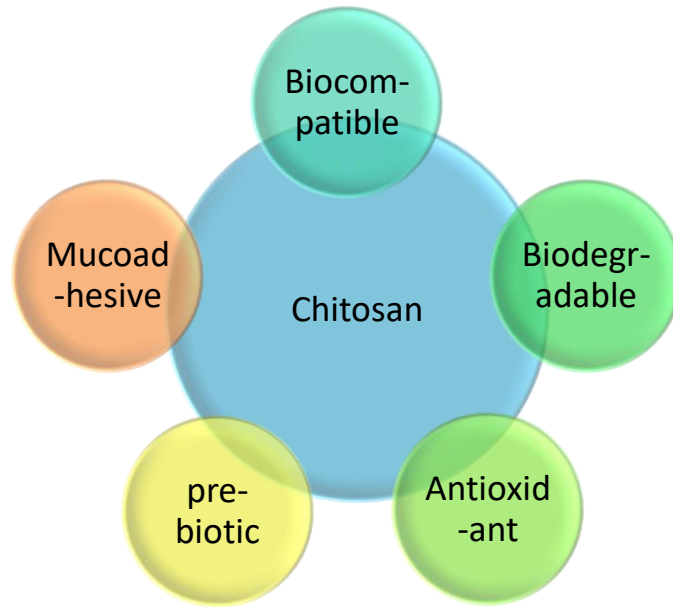 Biocom-
patible
Mucoad
-hesive
Biodegr-
adable
Chitosan
pre-
biotic
Antioxid
-ant